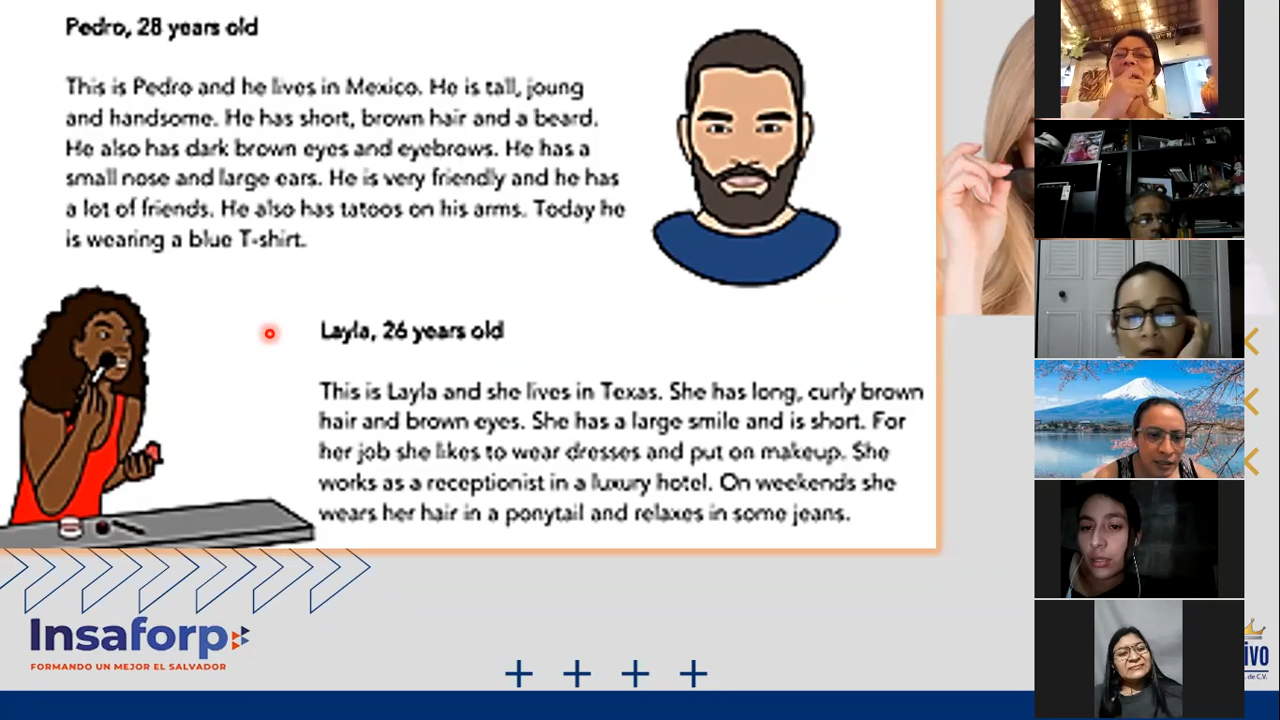 Pedro, 28 years old
This is Pedro and he lives in Mexico. He is tall, joung
and handsome. He has short, brown hair and a beard.
He also has dark brown eyes and eyebrows. He has a
small nose and large ears. He is very friendly and he has
a lot of friends. He also has tatoos on his arms. Today he
is wearing a blue T-shirt.
Layla, 26 years old
This is Layla and she lives in Texas. She has long, curly brown
hair and brown eyes. She has a large smile and is short. For
her job she likes to wear dresses and put on makeup. She
works as a receptionist in a luxury hotel. On weekends she
wears her hair in a ponytail and relaxes in some jeans.
Insaforp
FORMANDO UN MEJOR EL SALVADOR
ivo
de C.V.